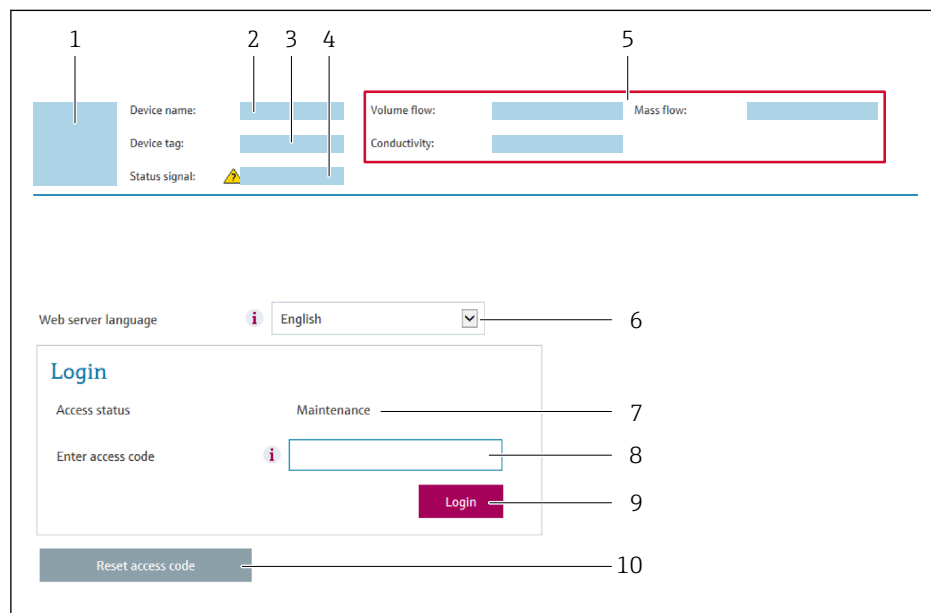 1 2 3 4 5
Device name: Volume flow: Mass flow:
Device tag: Conductivity:
Status signal: ?
Web server language i English 6
Login
Access status Maintenance 7
Enter access code i 8
Login 9
Reset access code 10